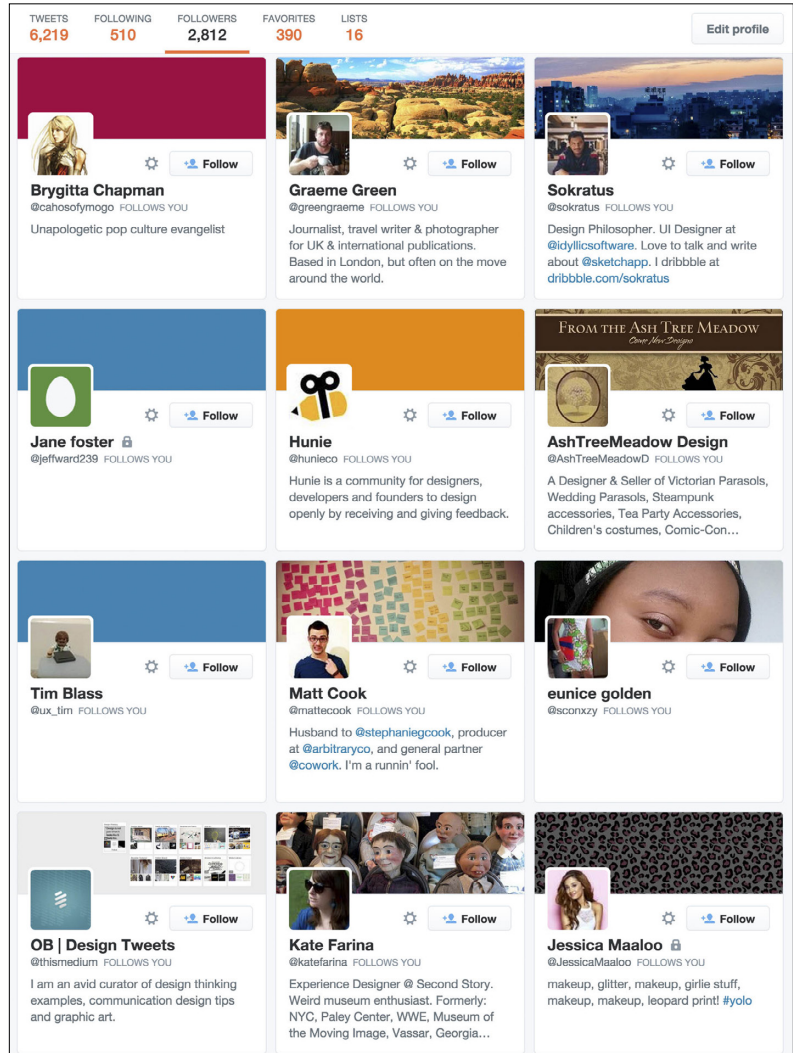 TWEETS FOLLOWING FOLLOWERS FAVORITES LISTS
6,219 510 2,812 390 16
Edit profile
Follow
Brygitta Chapman
@cahosofymogo FOLLOWS YOU
Unapologetic pop culture evangelist
Follow
Graeme Green
@greengraeme FOLLOWS YOU
Journalist, travel writer & photographer
for UK & international publications.
Based in London, but often on the move
around the world.
Follow
Sokratus
@sokratus FOLLOWS YOU
Design Philosopher. UI Designer at
@idyllicsoftware. Love to talk and write
about @sketchapp. I dribbble at
dribbble.com/sokratus
Follow
Jane foster
@jeffward239 FOLLOWS YOU
Follow
Hunie
@hunieco FOLLOWS YOU
Hunie is a community for designers,
developers and founders to design
openly by receiving and giving feedback.
FROM THE ASH TREE MEADOW
Come New Designs
Follow
AshTreeMeadow Design
@AshTreeMeadowD FOLLOWS YOU
A Designer & Seller of Victorian Parasols,
Wedding Parasols, Steampunk
accessories, Tea Party Accessories,
Children's costumes, Comic-Con…
Follow
Tim Blass
@ux_tim FOLLOWS YOU
Follow
Matt Cook
@mattecook FOLLOWS YOU
Husband to @stephaniegcook, producer
at @arbitraryco, and general partner
@cowork. I'm a runnin' fool.
Follow
eunice golden
@sconxzy FOLLOWS YOU
Follow
OB | Design Tweets
@thismedium FOLLOWS YOU
I am an avid curator of design thinking
examples, communication design tips
and graphic art.
Follow
Kate Farina
@katefarina FOLLOWS YOU
Experience Designer @ Second Story.
Weird museum enthusiast. Formerly:
NYC, Paley Center, WWE, Museum of
the Moving Image, Vassar, Georgia…
Follow
Jessica Maaloo
@JessicaMaaloo FOLLOWS YOU
makeup, glitter, makeup, girlie stuff,
makeup, makeup, leopard print! #yolo